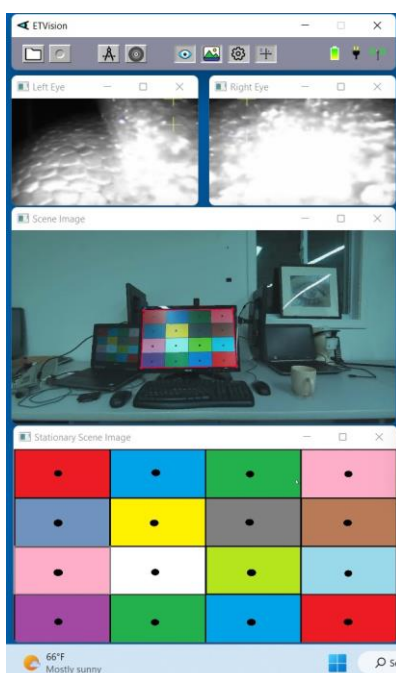 ETVision
Left Eye
Right Eye
Scene Image
Stationary Scene Image
66°F
Mostly sunny